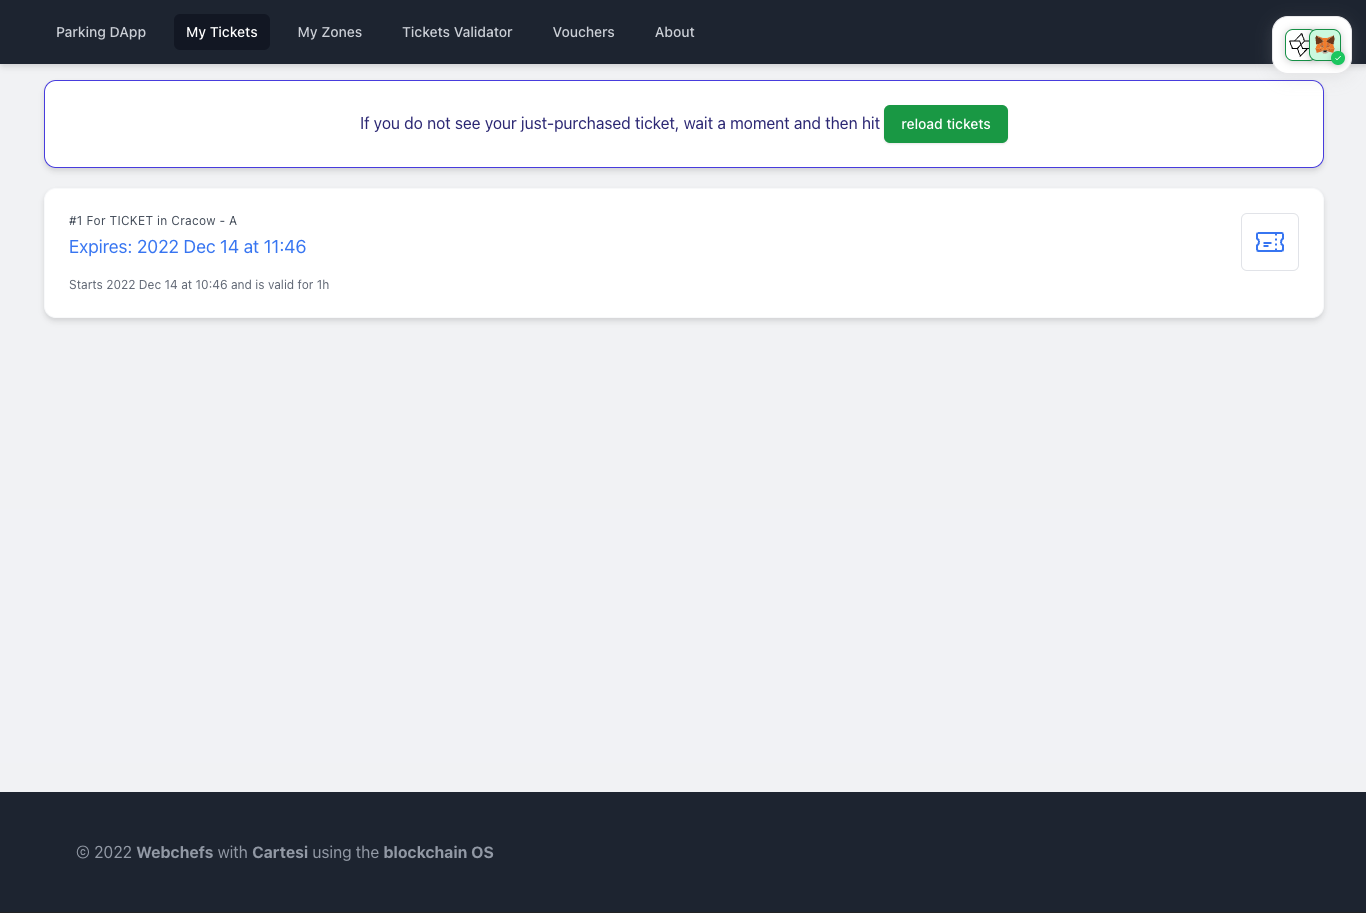 Parking DApp My Tickets My Zones Tickets Validator Vouchers About
If you do not see your just-purchased ticket, wait a moment and then hit reload tickets
#1 For TICKET in Cracow - A
Expires: 2022 Dec 14 at 11:46
Starts 2022 Dec 14 at 10:46 and is valid for 1h
© 2022 Webchefs with Cartesi using the blockchain OS